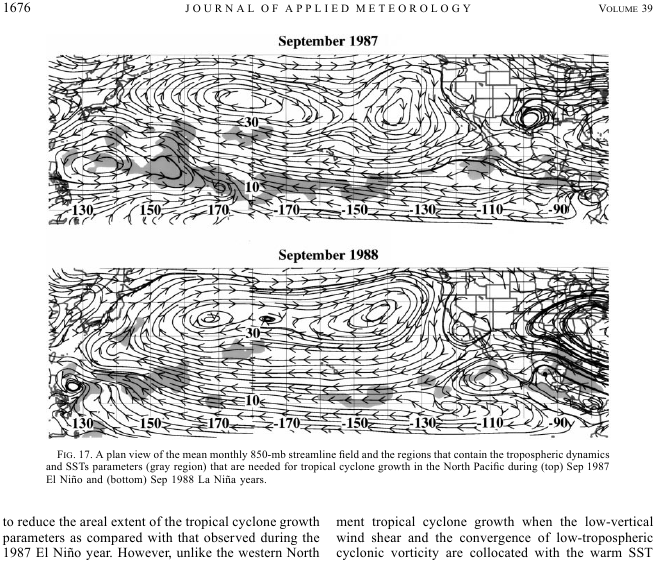 1676
JOURNAL OF APPLIED METEOROLOGY
VOLUME 39
September 1987
30
10
130 150 170 -170 -150 -130 -110 -90
September 1988
30
10
130 150 170 -170 -150 -130 -110 -90
FIG. 17. A plan view of the mean monthly 850-mb streamline field and the regions that contain the tropospheric dynamics
and SSTs parameters (gray region) that are needed for tropical cyclone growth in the North Pacific during (top) Sep 1987
El Niño and (bottom) Sep 1988 La Niña years.
to reduce the areal extent of the tropical cyclone growth
parameters as compared with that observed during the
1987 El Niño year. However, unlike the western North
ment tropical cyclone growth when the low-vertical
wind shear and the convergence of low-tropospheric
cyclonic vorticity are collocated with the warm SST